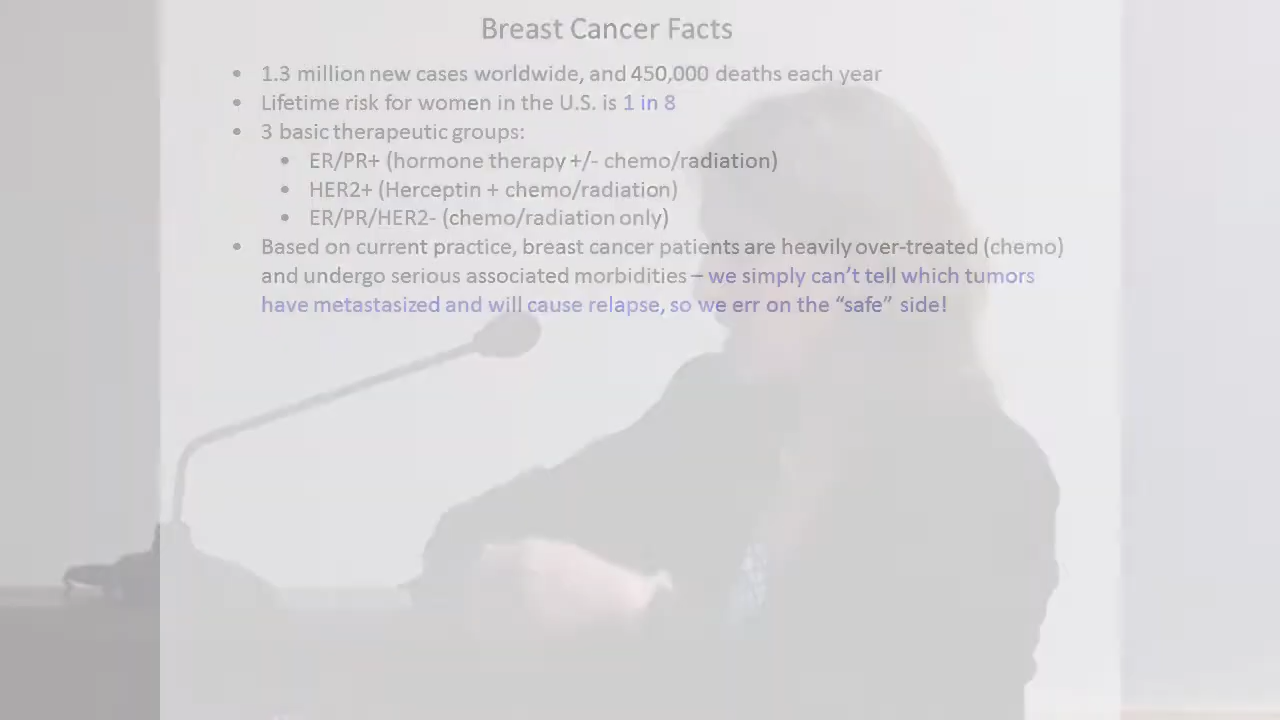 Breast Cancer Facts
• 1.3 million new cases worldwide, and 450,000 deaths each year
• Lifetime risk for women in the U.S. is 1 in 8
• 3 basic therapeutic groups:
• ER/PR+ (hormone therapy +/- chemo/radiation)
• HER2+ (Herceptin + chemo/radiation)
• ER/PR/HER2- (chemo/radiation only)
• Based on current practice, breast cancer patients are heavily over-treated (chemo)
and undergo serious associated morbidities – we simply can't tell which tumors
have metastasized and will cause relapse, so we err on the “safe” side!